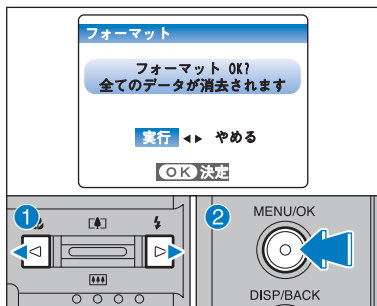 フォーマット
フォーマット OK?
全てのデータが消去されます
実行 ◀▶ やめる
OK 決定
1
2
MENU/OK
DISP/BACK